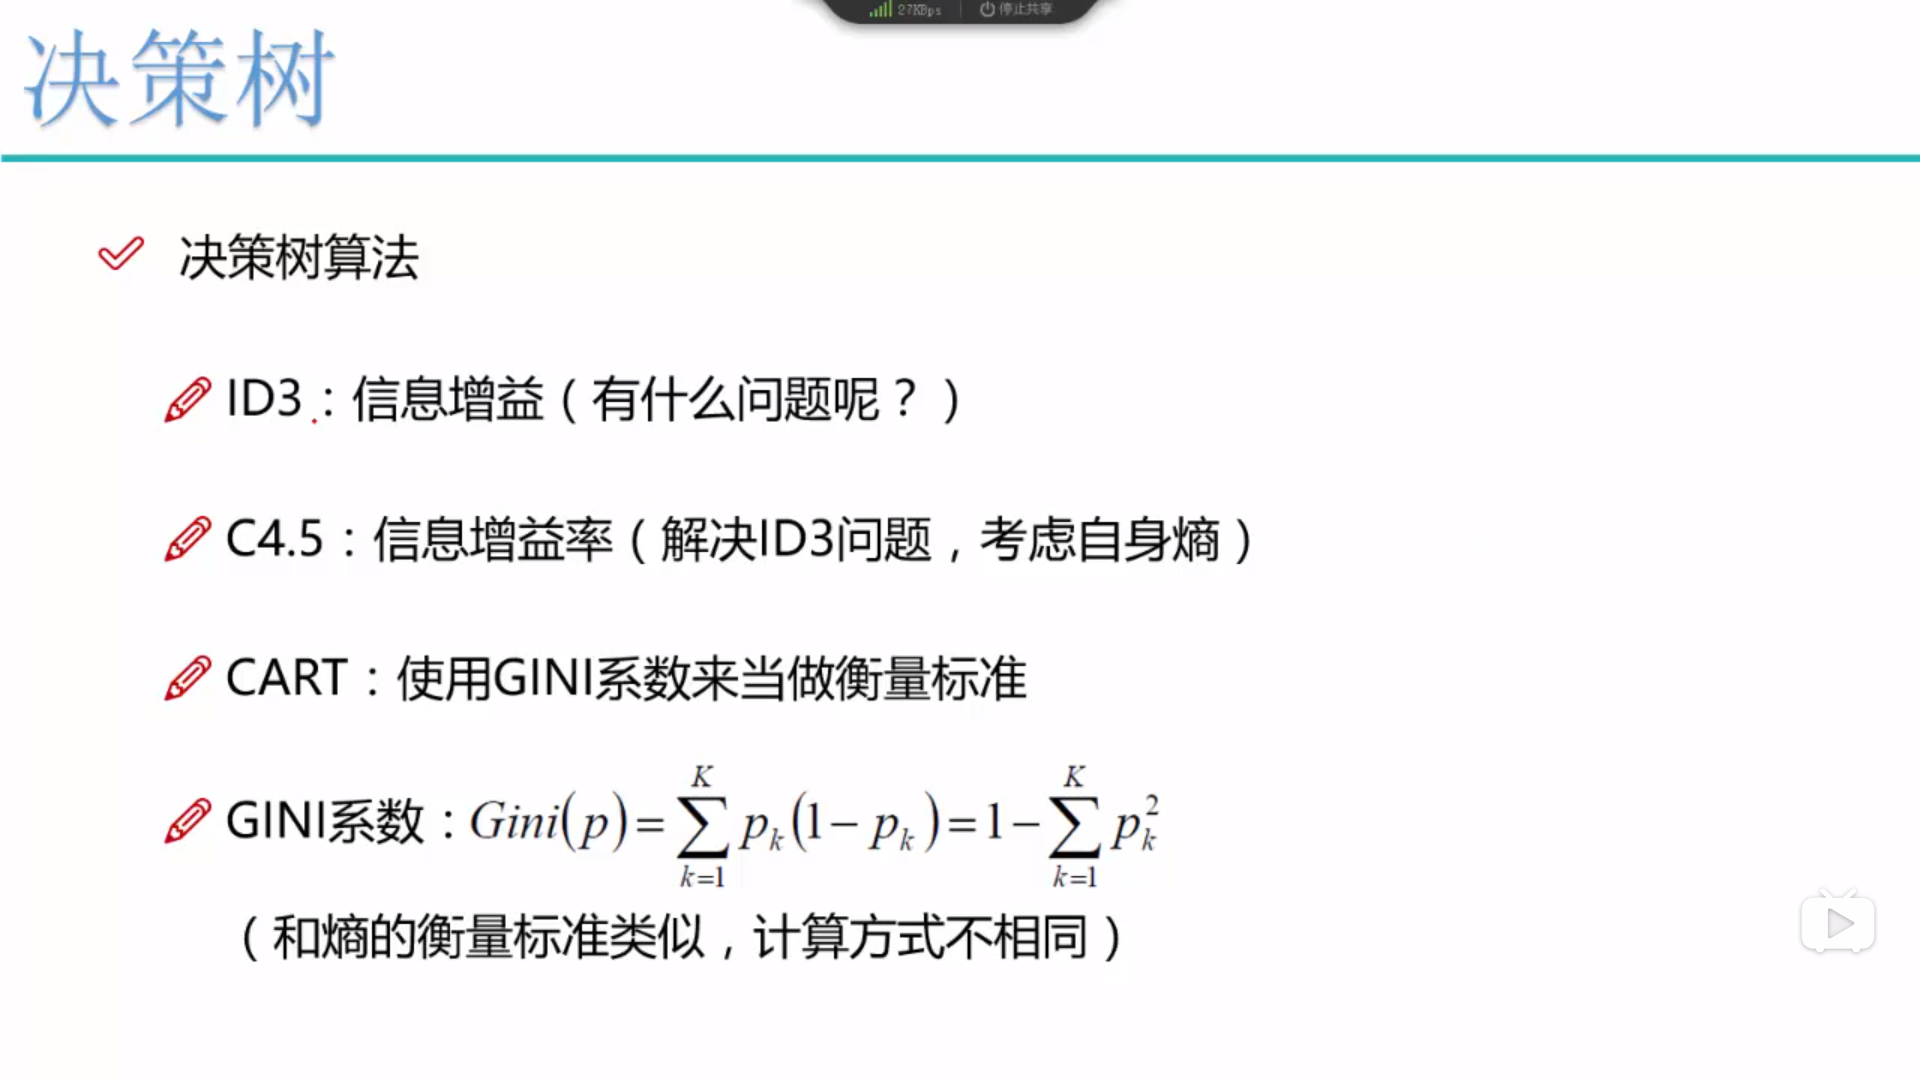 27KBps 停止共享
决策树
决策树算法
ID3：信息增益（有什么问题呢？）
C4.5：信息增益率（解决ID3问题，考虑自身熵）
CART：使用GINI系数来当做衡量标准
GINI系数：Gini(p)=∑_{k=1}^{K} p_k(1−p_k)=1−∑_{k=1}^{K} p_k^2
（和熵的衡量标准类似，计算方式不相同）